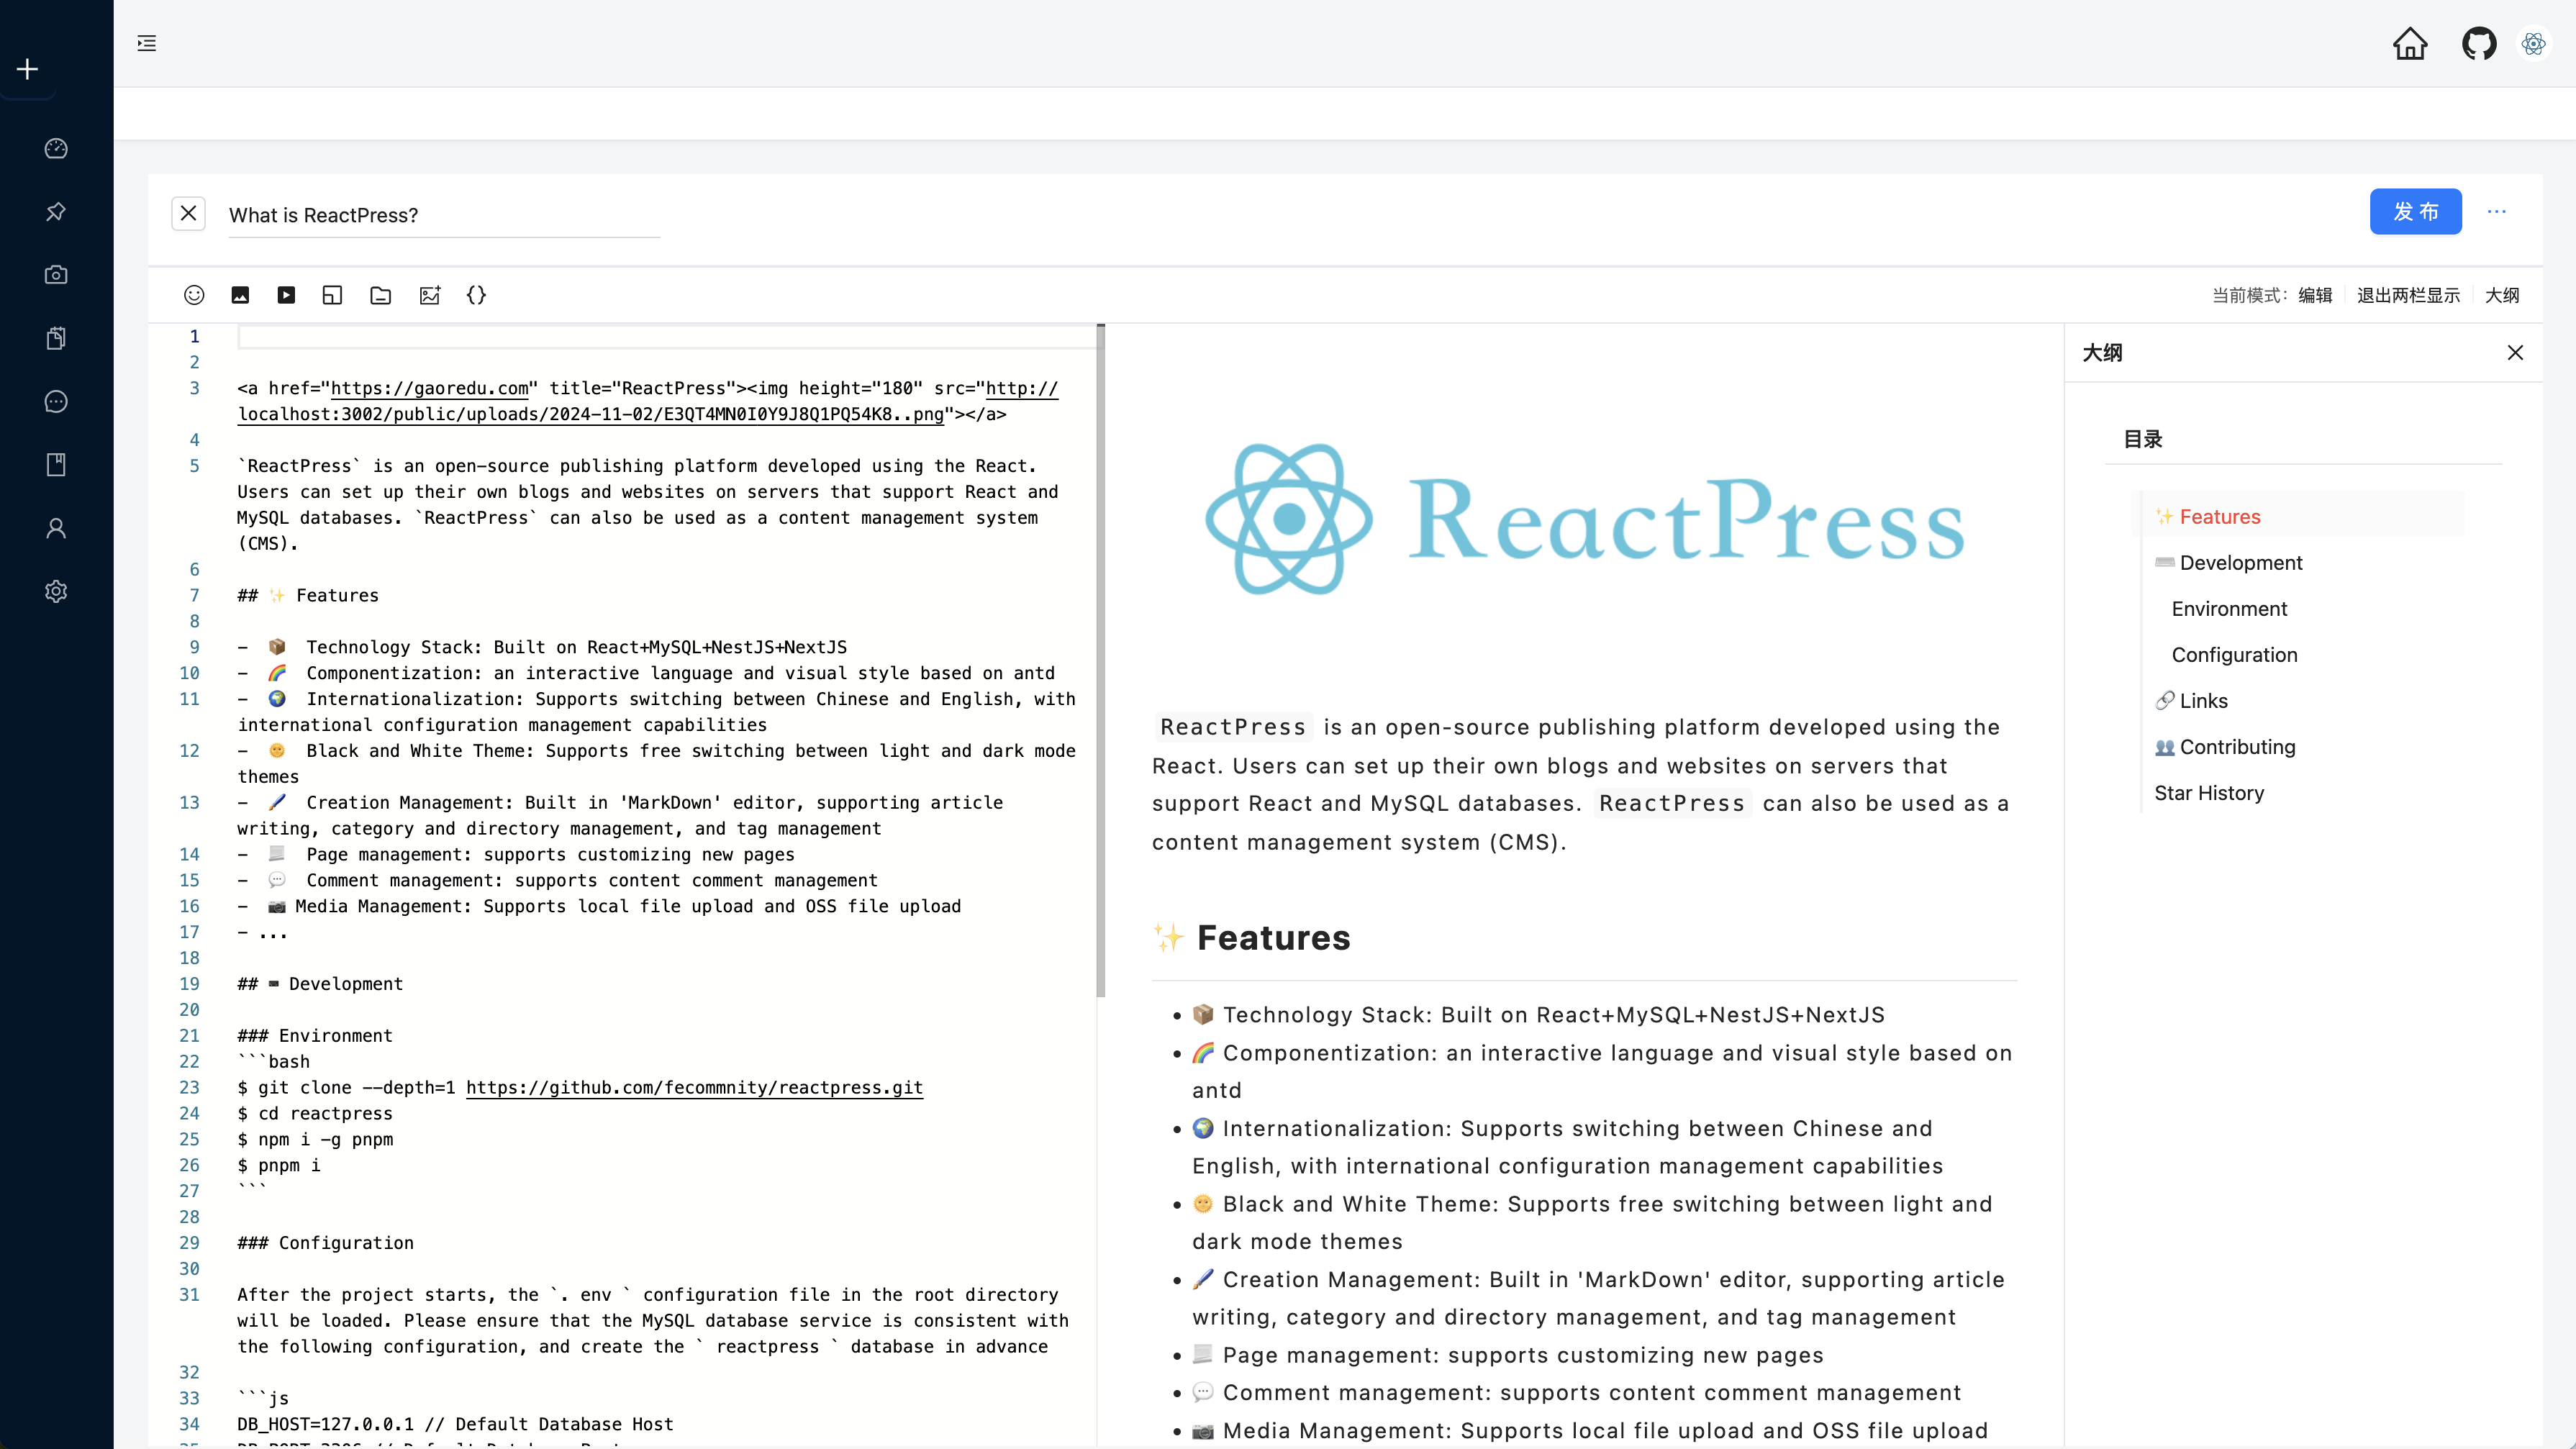 What is ReactPress?
发 布
当前模式： 编辑 退出两栏显示 大纲
1
2
3 <a href="https://gaoredu.com" title="ReactPress"><img height="180" src="http://
localhost:3002/public/uploads/2024-11-02/E3QT4MN0I0Y9J8Q1PQ54K8..png"></a>
4
5 `ReactPress` is an open-source publishing platform developed using the React.
Users can set up their own blogs and websites on servers that support React and
MySQL databases. `ReactPress` can also be used as a content management system
(CMS).
6
7 ## ✨ Features
8
9 - 📦 Technology Stack: Built on React+MySQL+NestJS+NextJS
10 - 🌈 Componentization: an interactive language and visual style based on antd
11 - 🌍 Internationalization: Supports switching between Chinese and English, with
international configuration management capabilities
12 - 🌞 Black and White Theme: Supports free switching between light and dark mode
themes
13 - 🖌️ Creation Management: Built in 'MarkDown' editor, supporting article
writing, category and directory management, and tag management
14 - 📃 Page management: supports customizing new pages
15 - 💬 Comment management: supports content comment management
16 - 📷 Media Management: Supports local file upload and OSS file upload
17 - ...
18
19 ## ⌨️ Development
20
21 ### Environment
22 ```bash
23 $ git clone --depth=1 https://github.com/fecommnity/reactpress.git
24 $ cd reactpress
25 $ npm i -g pnpm
26 $ pnpm i
27 ```
28
29 ### Configuration
30
31 After the project starts, the `. env ` configuration file in the root directory
will be loaded. Please ensure that the MySQL database service is consistent with
the following configuration, and create the ` reactpress ` database in advance
32
33 ```js
34 DB_HOST=127.0.0.1 // Default Database Host
ReactPress
ReactPress is an open-source publishing platform developed using the
React. Users can set up their own blogs and websites on servers that
support React and MySQL databases. ReactPress can also be used as a
content management system (CMS).
✨ Features
• 📦 Technology Stack: Built on React+MySQL+NestJS+NextJS
• 🌈 Componentization: an interactive language and visual style based on
antd
• 🌍 Internationalization: Supports switching between Chinese and
English, with international configuration management capabilities
• 🌞 Black and White Theme: Supports free switching between light and
dark mode themes
• 🖌️ Creation Management: Built in 'MarkDown' editor, supporting article
writing, category and directory management, and tag management
• 📃 Page management: supports customizing new pages
• 💬 Comment management: supports content comment management
• 📷 Media Management: Supports local file upload and OSS file upload
大纲
目录
✨ Features
⌨️ Development
Environment
Configuration
🔗 Links
👥 Contributing
Star History